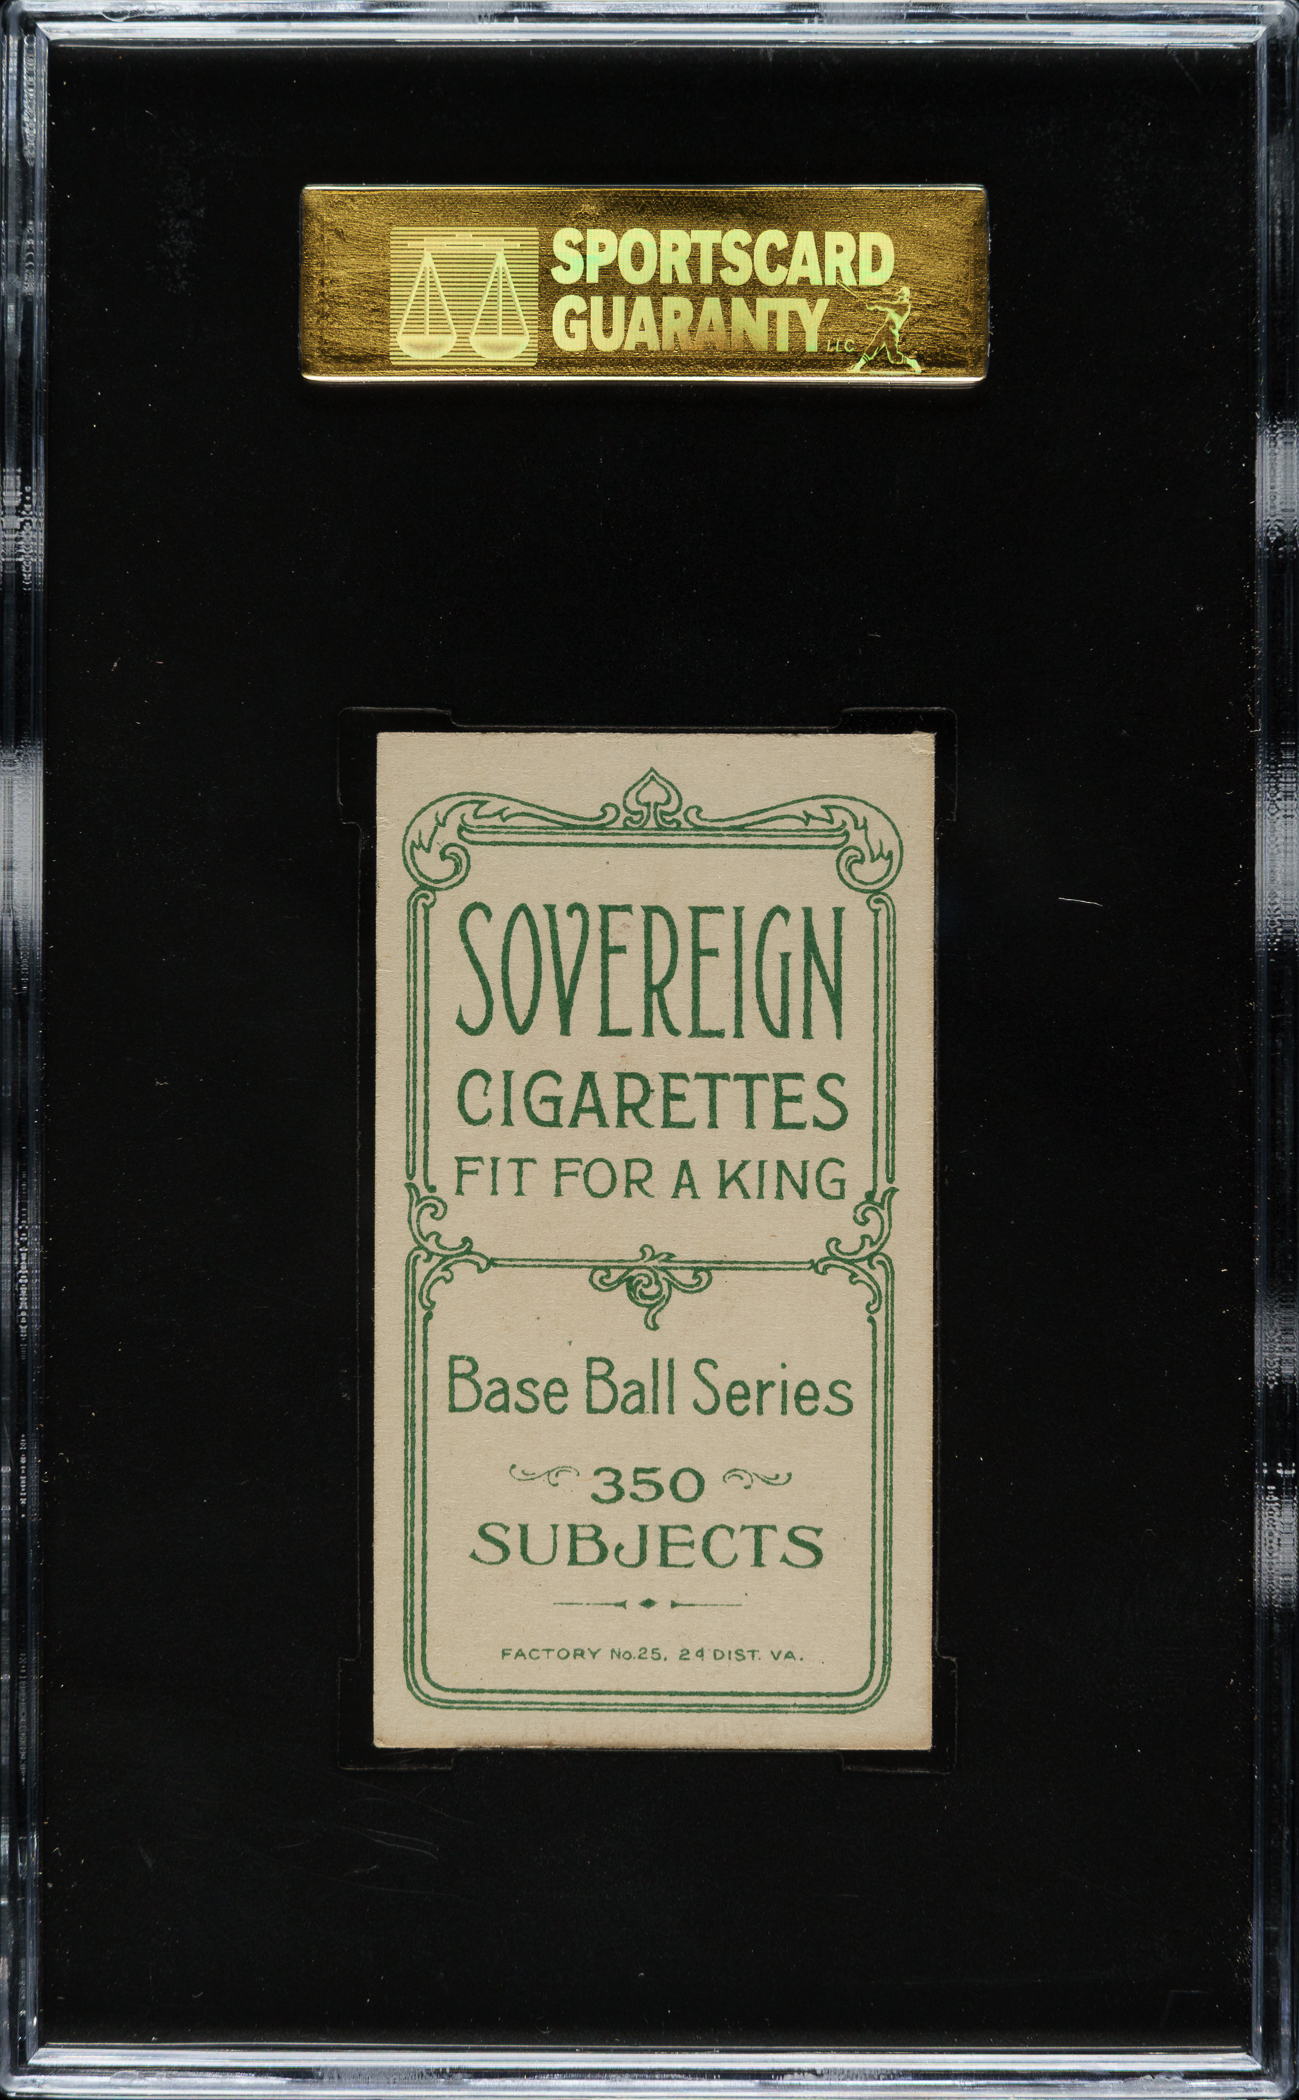 SPORTSCARD
GUARANTY LLC
SOVEREIGN
CIGARETTES
FIT FOR A KING
Base Ball Series
350
SUBJECTS
FACTORY No. 25, 2d DIST. VA.